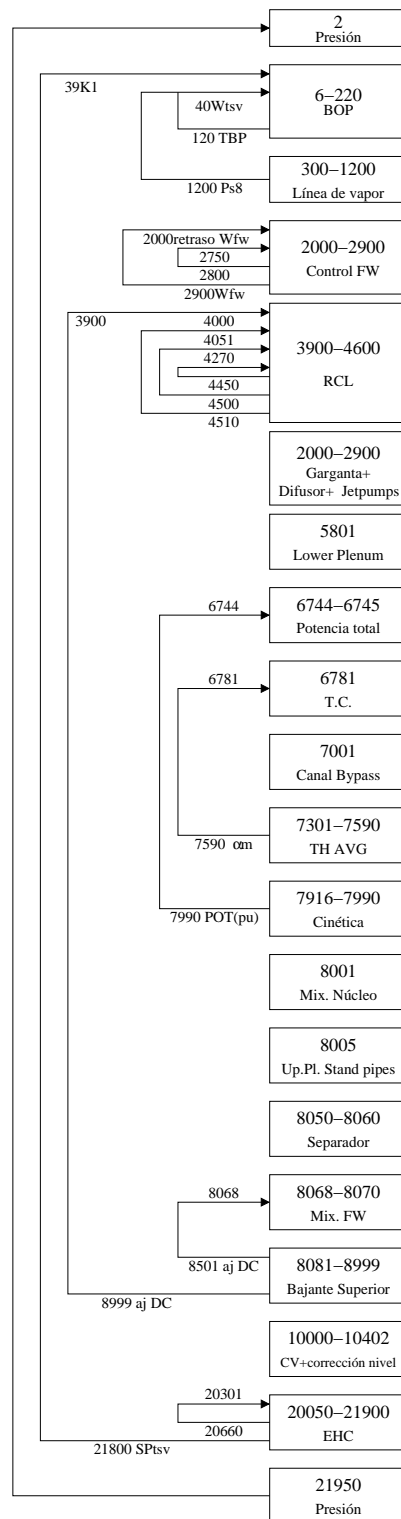 2
Presión
39K1
6–220
BOP
40Wtsv
120 TBP
300–1200
Línea de vapor
1200 Ps8
2000–2900
Control FW
2000retraso Wfw
2750
2800
2900Wfw
3900
4000
4051
4270
3900–4600
RCL
4450
4500
4510
2000–2900
Garganta+
Difusor+ Jetpumps
5801
Lower Plenum
6744
6744–6745
Potencia total
6781
6781
T.C.
7001
Canal Bypass
7301–7590
TH AVG
7590 αm
7916–7990
Cinética
7990 POT(pu)
8001
Mix. Núcleo
8005
Up.Pl. Stand pipes
8050–8060
Separador
8068
8068–8070
Mix. FW
8501 aj DC
8081–8999
Bajante Superior
8999 aj DC
10000–10402
CV+corrección nivel
20301
20050–21900
EHC
20660
21800 SPtsv
21950
Presión